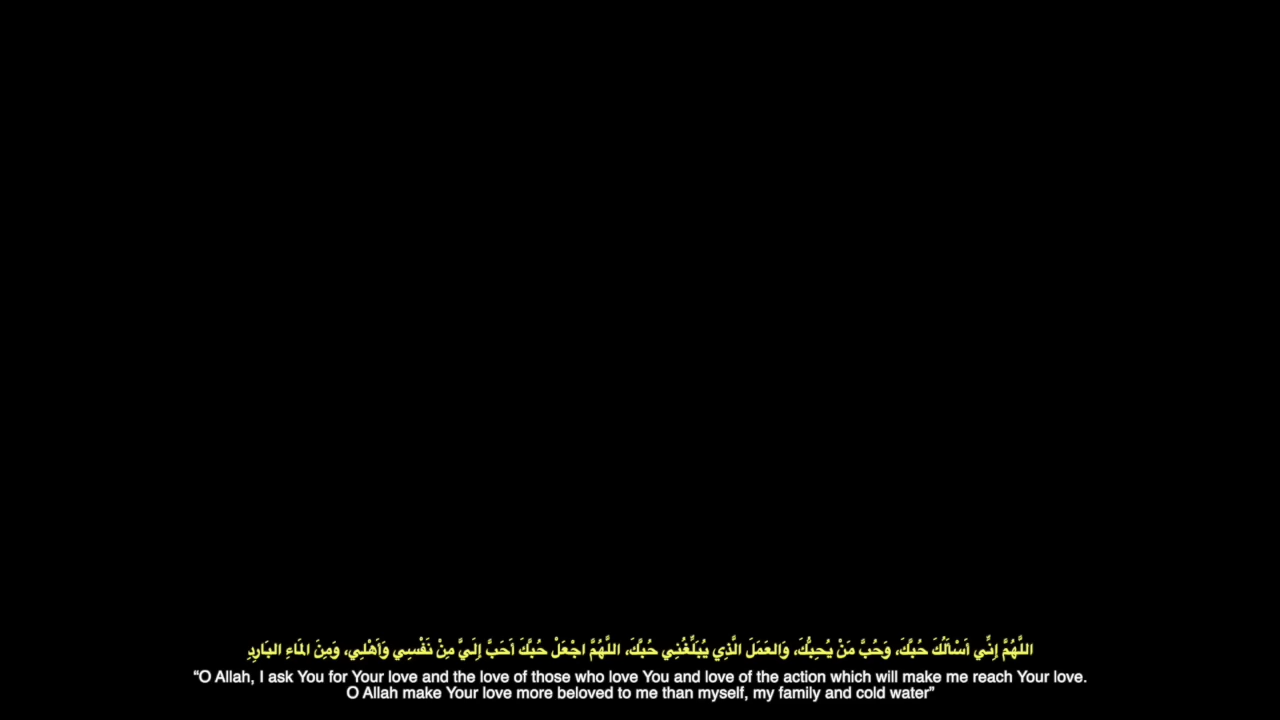 اللَّهُمَّ إِنِّي أَسْأَلُكَ حُبَّكَ، وَحُبَّ مَنْ يُحِبُّكَ، وَالعَمَلَ الَّذِي يُبَلِّغُنِي حُبَّكَ، اللَّهُمَّ اجْعَلْ حُبَّكَ أَحَبَّ إِلَيَّ مِنْ نَفْسِي وَأَهْلِي، وَمِنَ المَاءِ البَارِدِ
“O Allah, I ask You for Your love and the love of those who love You and love of the action which will make me reach Your love.
O Allah make Your love more beloved to me than myself, my family and cold water”